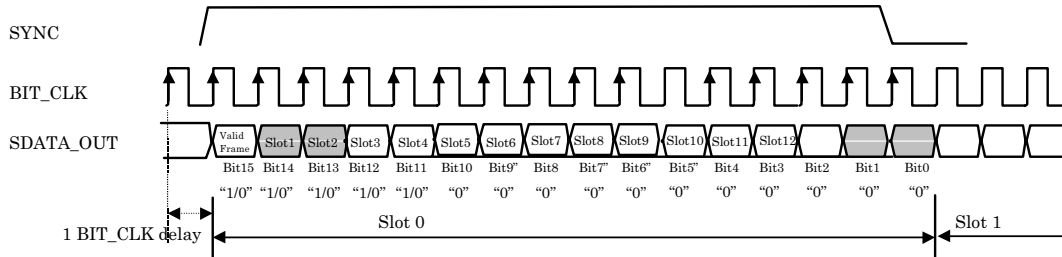 SYNC
BIT_CLK
SDATA_OUT
Valid Frame Slot1 Slot2 Slot3 Slot4 Slot5 Slot6 Slot7 Slot8 Slot9 Slot10 Slot11 Slot12
Bit15 Bit14 Bit13 Bit12 Bit11 Bit10 Bit9” Bit8 Bit7” Bit6” Bit5” Bit4 Bit3 Bit2 Bit1 Bit0
“1/0” “1/0” “1/0” “1/0” “1/0” “0” “0” “0” “0” “0” “0” “0” “0” “0” “0” “0”
1 BIT_CLK delay Slot 0 Slot 1